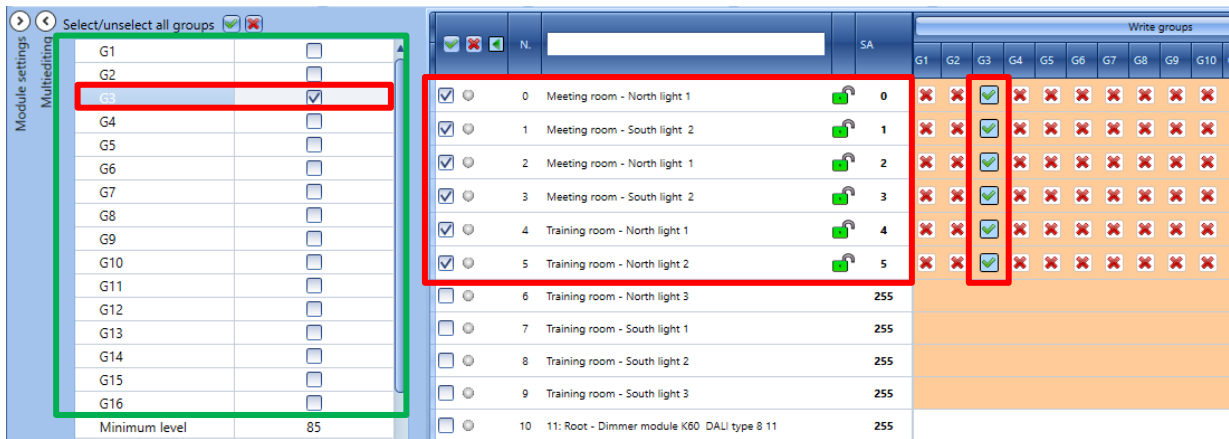 Select/unselect all groups
Module settings
Multiediting
G1
G2
G3
G4
G5
G6
G7
G8
G9
G10
G11
G12
G13
G14
G15
G16
Minimum level 85
N. SA
Write groups
G1 G2 G3 G4 G5 G6 G7 G8 G9 G10
0 Meeting room - North light 1 0
1 Meeting room - South light 2 1
2 Meeting room - North light 1 2
3 Meeting room - South light 2 3
4 Training room - North light 1 4
5 Training room - North light 2 5
6 Training room - North light 3 255
7 Training room - South light 1 255
8 Training room - South light 2 255
9 Training room - South light 3 255
10 11: Root - Dimmer module K60 DALI type 8 11 255